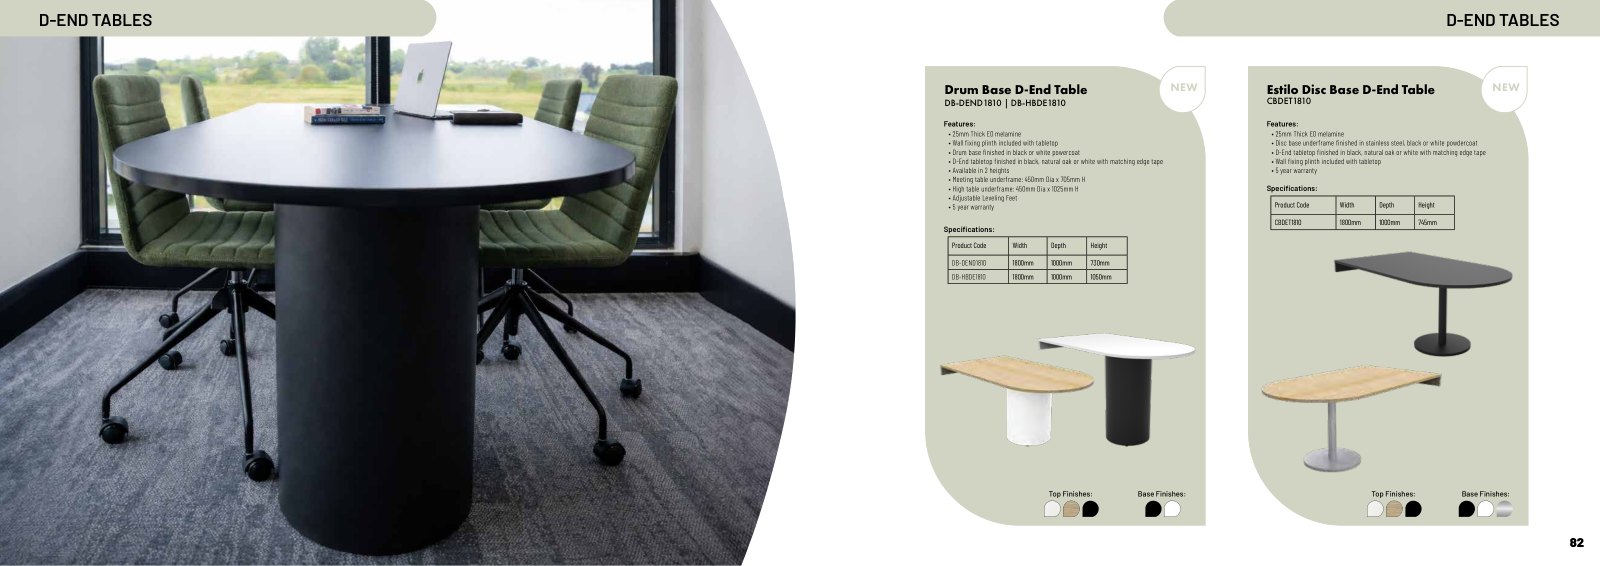 D-END TABLES
D-END TABLES
Drum Base D-End Table
DB-DEND1810 | DB-HBDE1810
NEW
Features:
• 25mm Thick E0 melamine
• Wall fixing plinth included with tabletop
• Drum base finished in black or white powercoat
• D-End tabletop finished in black, natural oak or white with matching edge tape
• Available in 2 heights
• Meeting table underframe: 450mm Dia x 705mm H
• High table underframe: 450mm Dia x 1025mm H
• Adjustable Leveling Feet
• 5 year warranty
Specifications:
Product Code Width Depth Height
DB-DEND1810 1800mm 1000mm 730mm
DB-HBDE1810 1800mm 1000mm 1050mm
Top Finishes: Base Finishes:
Estilo Disc Base D-End Table
CBDET1810
NEW
Features:
• 25mm Thick E0 melamine
• Disc base underframe finished in stainless steel, black or white powdercoat
• D-End tabletop finished in black, natural oak or white with matching edge tape
• Wall fixing plinth included with tabletop
• 5 year warranty
Specifications:
Product Code Width Depth Height
CBDET1810 1800mm 1000mm 745mm
Top Finishes: Base Finishes:
82